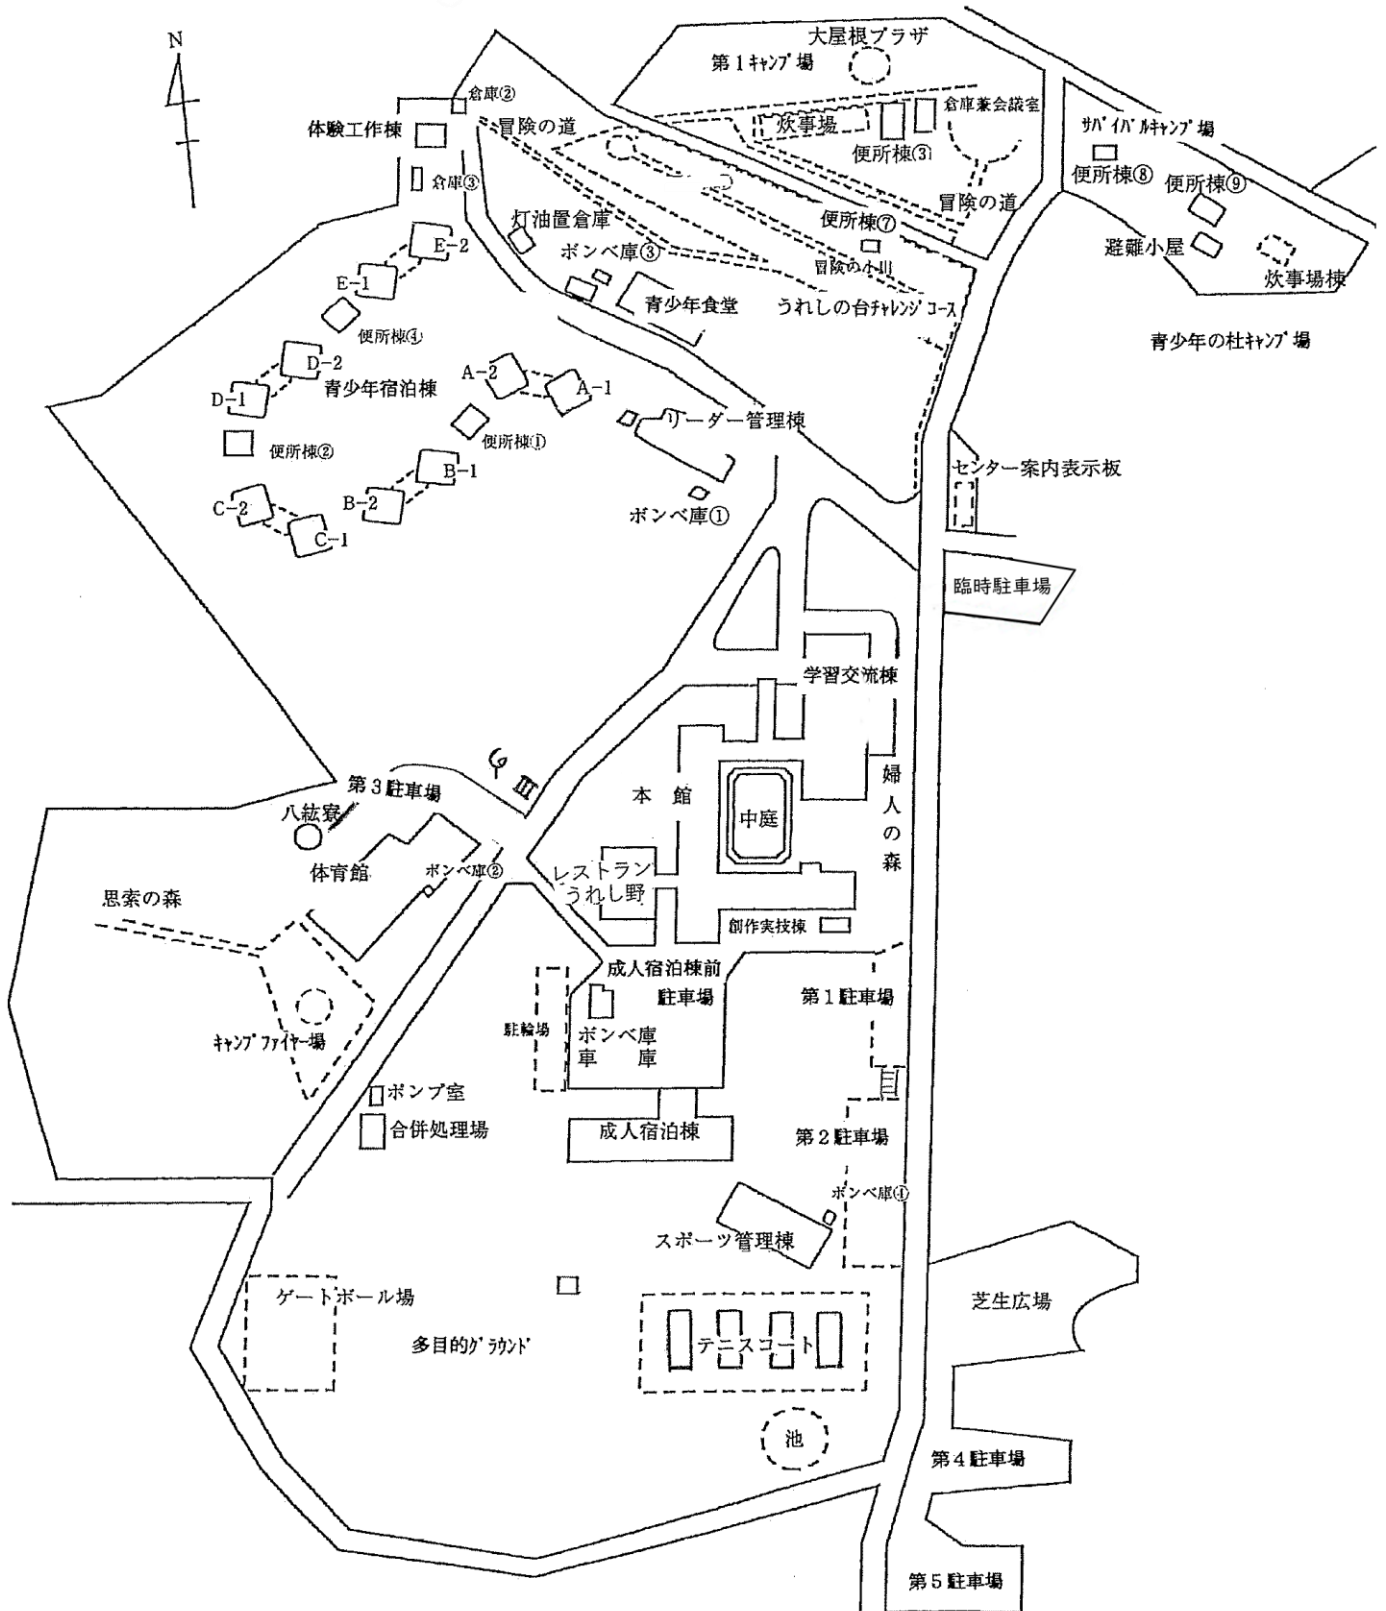 N
大屋根プラザ
第１キャンプ場
倉庫②
倉庫兼会議室
体験工作棟
冒険の道
炊事場
サバイバルキャンプ場
便所棟③
便所棟⑧
倉庫③
便所棟⑨
冒険の道
灯油置倉庫
便所棟⑦
E-2
ボンベ庫③
避難小屋
冒険の小川
E-1
炊事場棟
青少年食堂
うれしの台チャレンジコース
便所棟④
青少年の杜キャンプ場
D-2
A-2
青少年宿泊棟
A-1
D-1
リーダー管理棟
便所棟①
便所棟②
B-1
センター案内表示板
B-2
C-2
ボンベ庫①
C-1
臨時駐車場
学習交流棟
第３駐車場
婦人の森
本館
八紘寮
中庭
体育館
ボンベ庫②
レストラン
うれし野
思索の森
創作実技棟
成人宿泊棟前
駐車場
第１駐車場
駐輪場
ボンベ庫
車庫
キャンプファイヤー場
ポンプ室
合併処理場
成人宿泊棟
第２駐車場
ボンベ庫④
スポーツ管理棟
ゲートボール場
芝生広場
多目的グラウンド
テニスコート
池
第４駐車場
第５駐車場